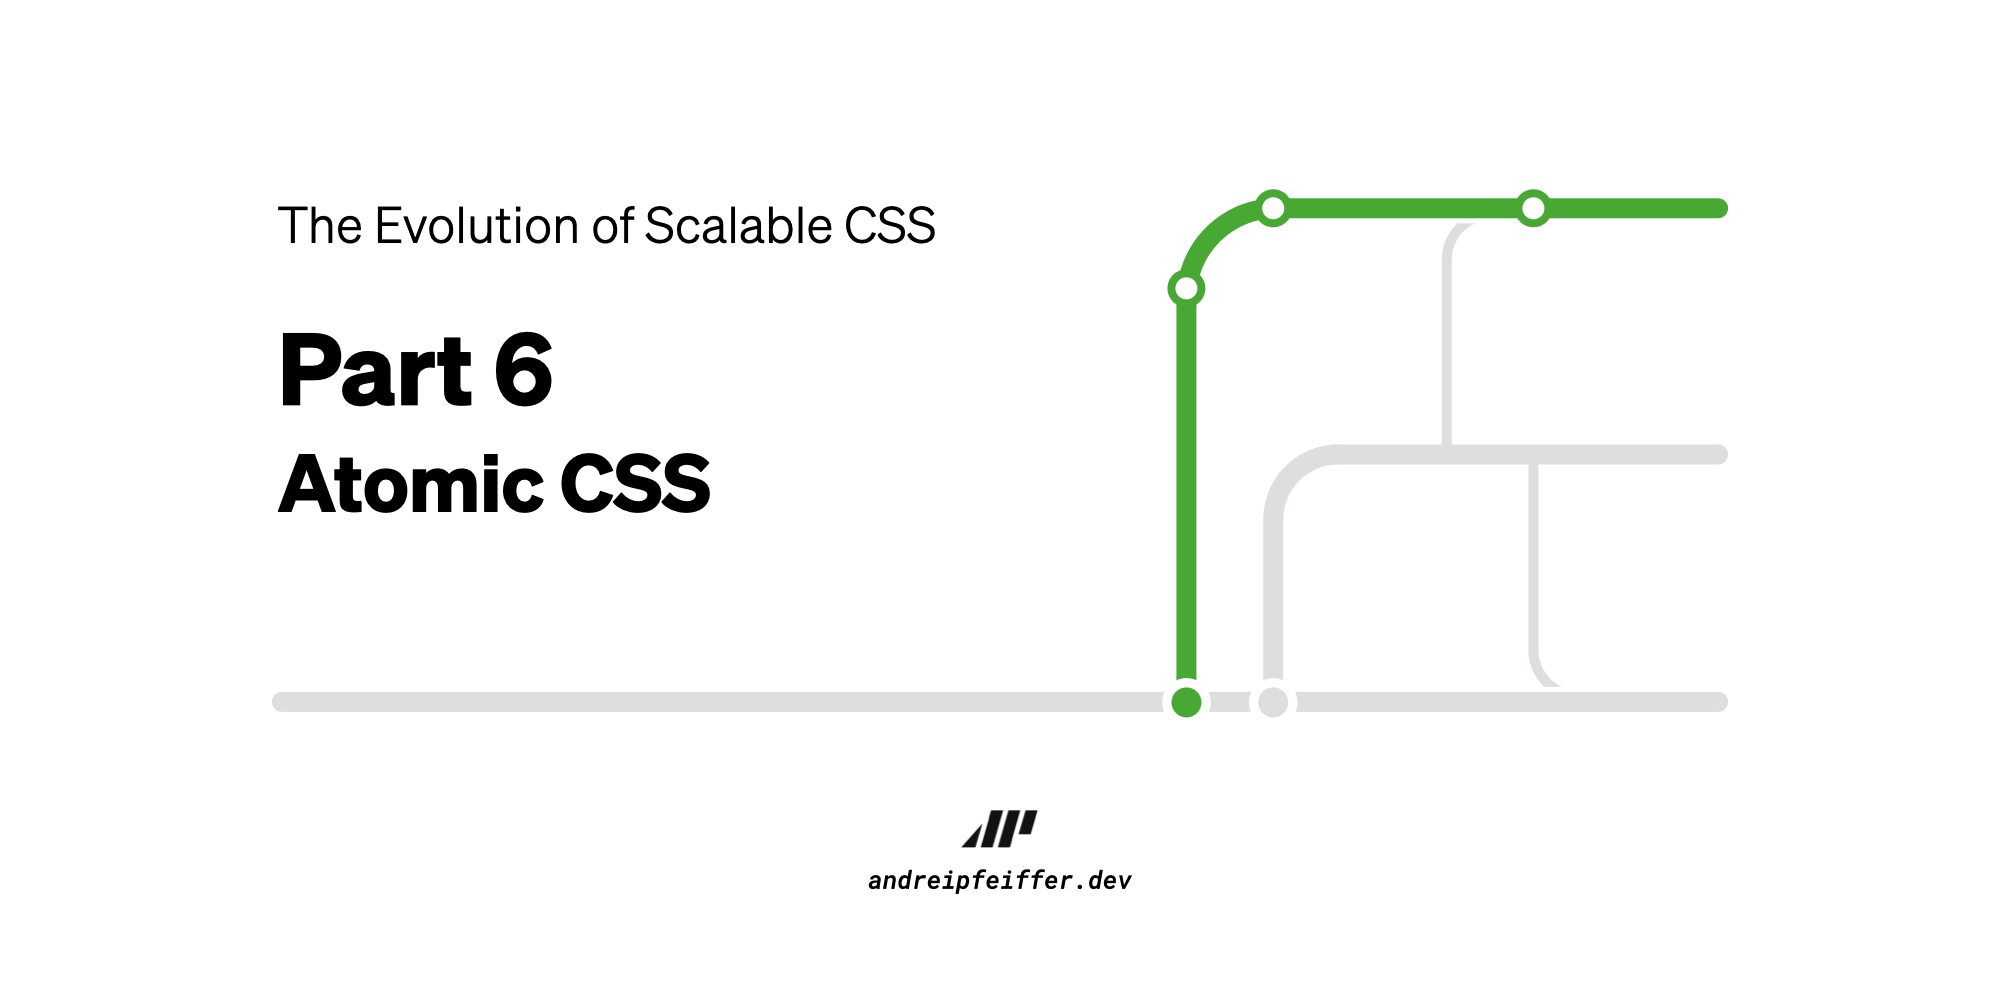 The Evolution of Scalable CSS
Part 6
Atomic CSS
andreipfeiffer.dev